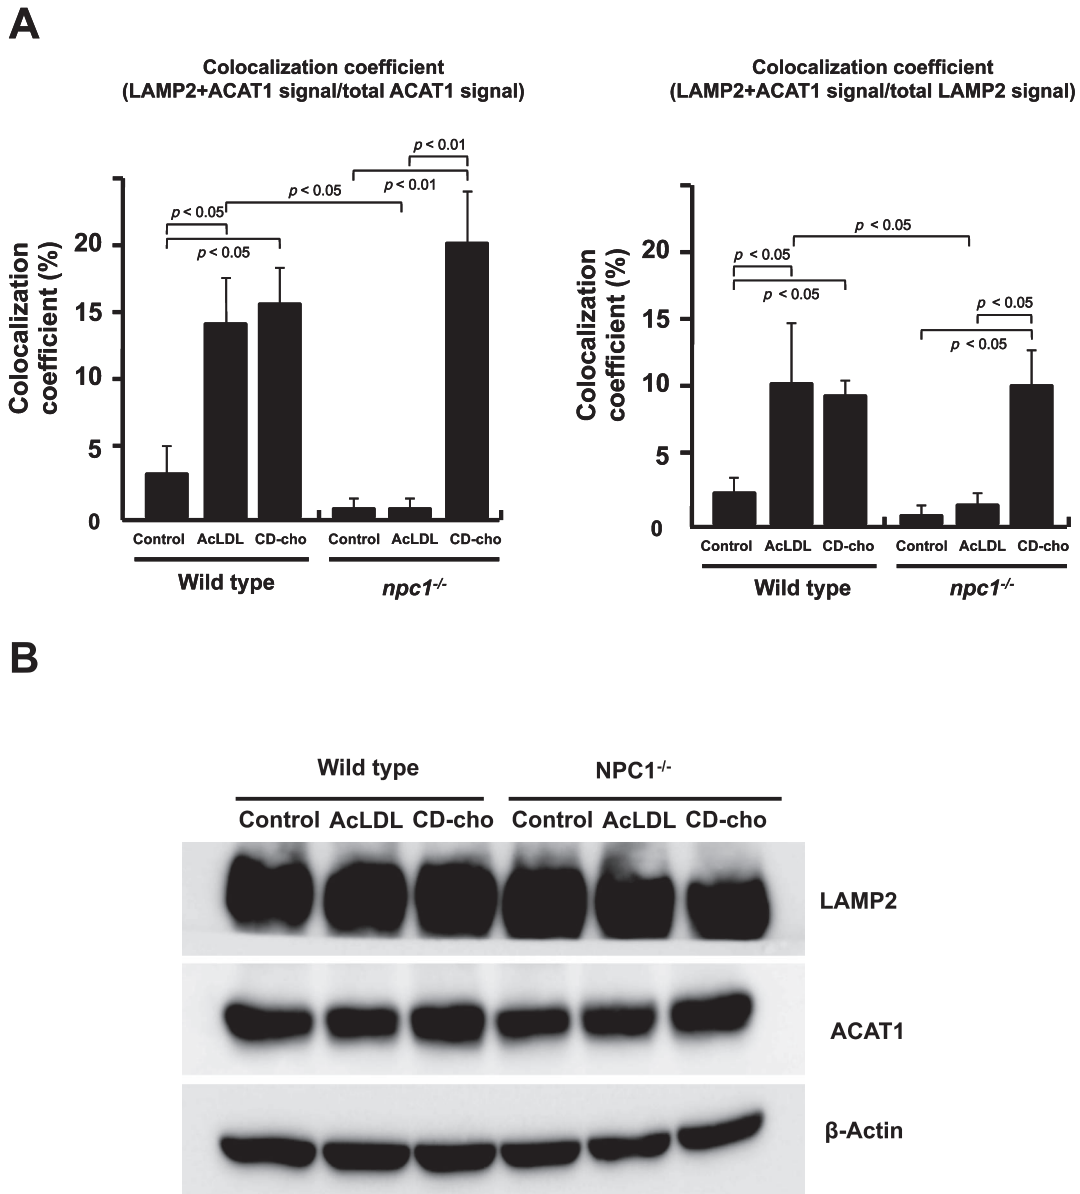 A
Colocalization coefficient
(LAMP2+ACAT1 signal/total ACAT1 signal)
Colocalization
coefficient (%)
20
15
10
5
0
p < 0.01
p < 0.01
p < 0.05
p < 0.05
p < 0.05
Control AcLDL CD-cho Control AcLDL CD-cho
Wild type npc1-/-
Colocalization coefficient
(LAMP2+ACAT1 signal/total LAMP2 signal)
Colocalization
coefficient (%)
20
15
10
5
0
p < 0.05
p < 0.05
p < 0.05
p < 0.05
p < 0.05
Control AcLDL CD-cho Control AcLDL CD-cho
Wild type npc1-/-
B
Wild type NPC1-/-
Control AcLDL CD-cho Control AcLDL CD-cho
LAMP2
ACAT1
β-Actin